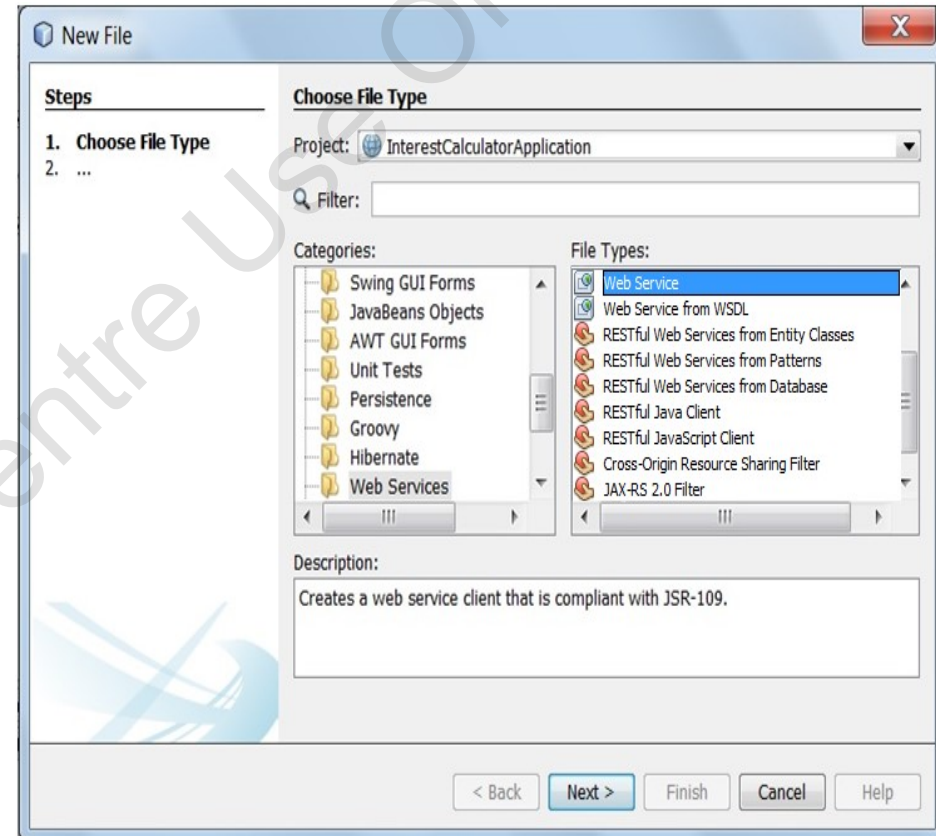 New File
X
Steps
1. Choose File Type
2. ...
Choose File Type
Project: InterestCalculatorApplication
Filter:
Categories:
Swing GUI Forms
JavaBeans Objects
AWT GUI Forms
Unit Tests
Persistence
Groovy
Hibernate
Web Services
File Types:
Web Service
Web Service from WSDL
RESTful Web Services from Entity Classes
RESTful Web Services from Patterns
RESTful Web Services from Database
RESTful Java Client
RESTful JavaScript Client
Cross-Origin Resource Sharing Filter
JAX-RS 2.0 Filter
Description:
Creates a web service client that is compliant with JSR-109.
< Back Next > Finish Cancel Help
entre Use O